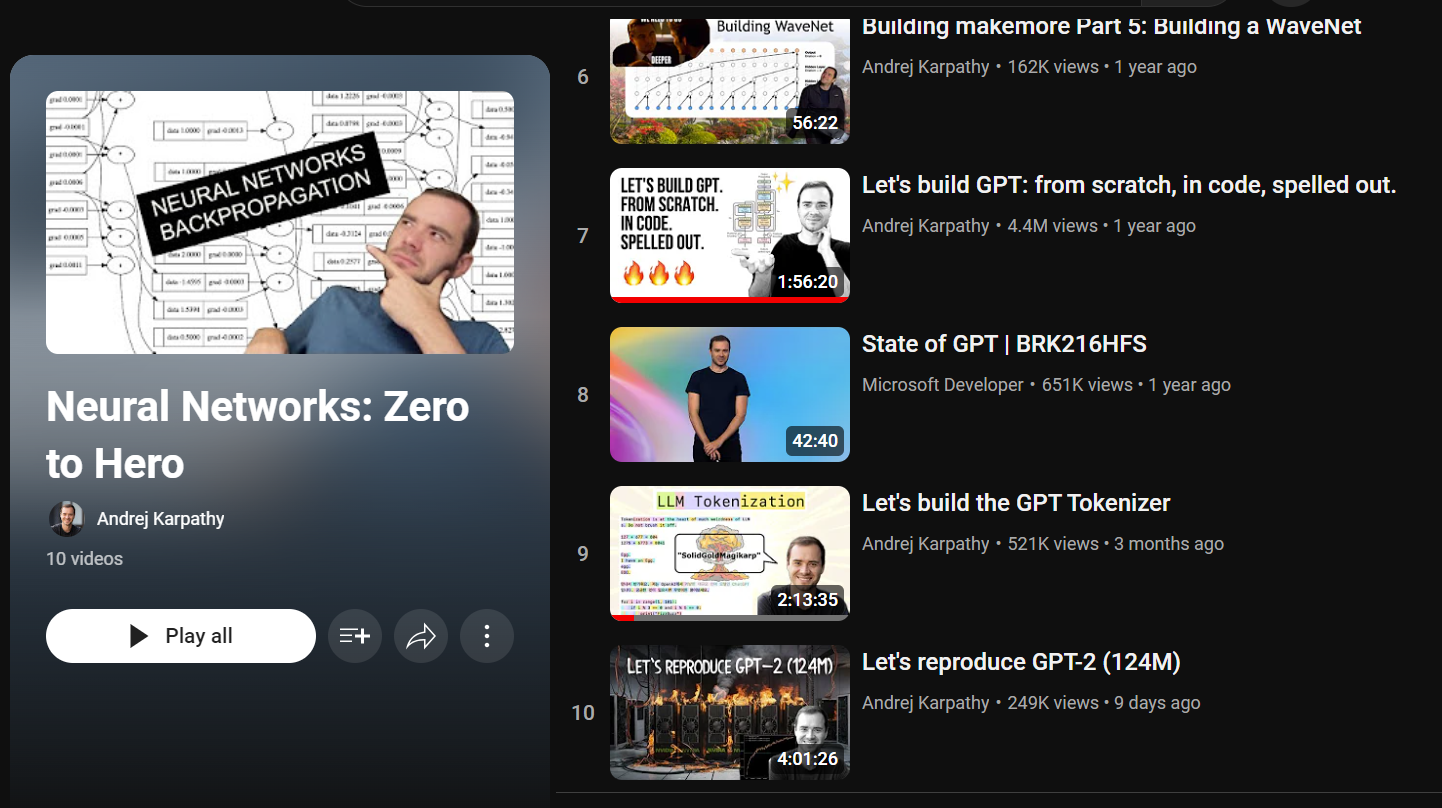 NEURAL NETWORKS
BACKPROPAGATION
Neural Networks: Zero
to Hero
Andrej Karpathy
10 videos
Play all
6
Building WaveNet
DEEPER
56:22
Building makemore Part 5: Building a WaveNet
Andrej Karpathy • 162K views • 1 year ago
7
LET'S BUILD GPT.
FROM SCRATCH.
IN CODE.
SPELLED OUT.
1:56:20
Let's build GPT: from scratch, in code, spelled out.
Andrej Karpathy • 4.4M views • 1 year ago
8
42:40
State of GPT | BRK216HFS
Microsoft Developer • 651K views • 1 year ago
9
LLM Tokenization
"SolidGoldMagikarp"
2:13:35
Let's build the GPT Tokenizer
Andrej Karpathy • 521K views • 3 months ago
10
LET'S REPRODUCE GPT-2 (124M)
4:01:26
Let's reproduce GPT-2 (124M)
Andrej Karpathy • 249K views • 9 days ago